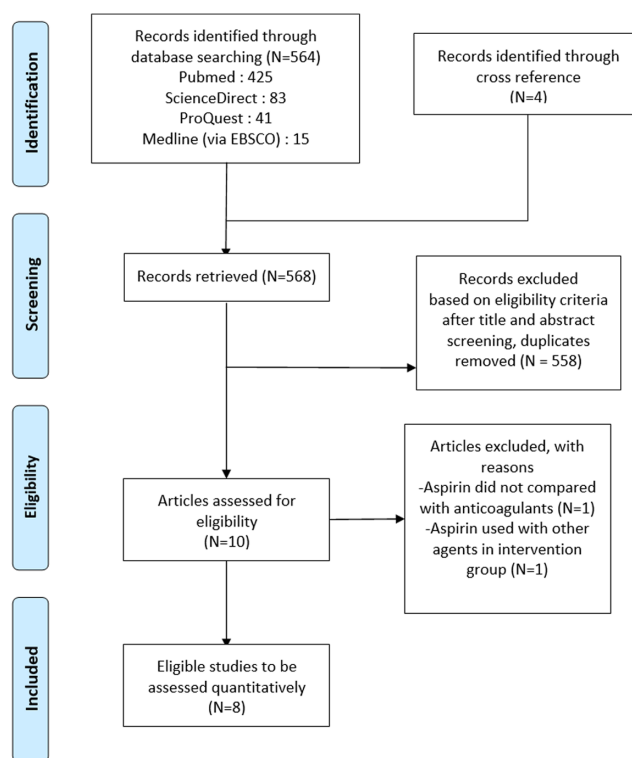 Identification
Records identified through
database searching (N=564)
Pubmed : 425
ScienceDirect : 83
ProQuest : 41
Medline (via EBSCO) : 15
Records identified through
cross reference
(N=4)
Screening
Records retrieved (N=568)
Records excluded
based on eligibility criteria
after title and abstract
screening, duplicates
removed (N = 558)
Eligibility
Articles assessed for
eligibility
(N=10)
Articles excluded, with
reasons
-Aspirin did not compared
with anticoagulants (N=1)
-Aspirin used with other
agents in intervention
group (N=1)
Included
Eligible studies to be
assessed quantitatively
(N=8)